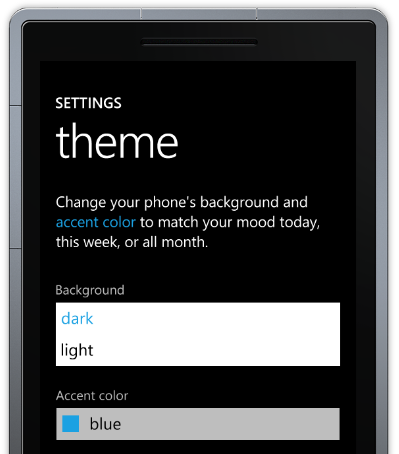 SETTINGS
theme
Change your phone's background and
accent color to match your mood today,
this week, or all month.
Background
dark
light
Accent color
blue